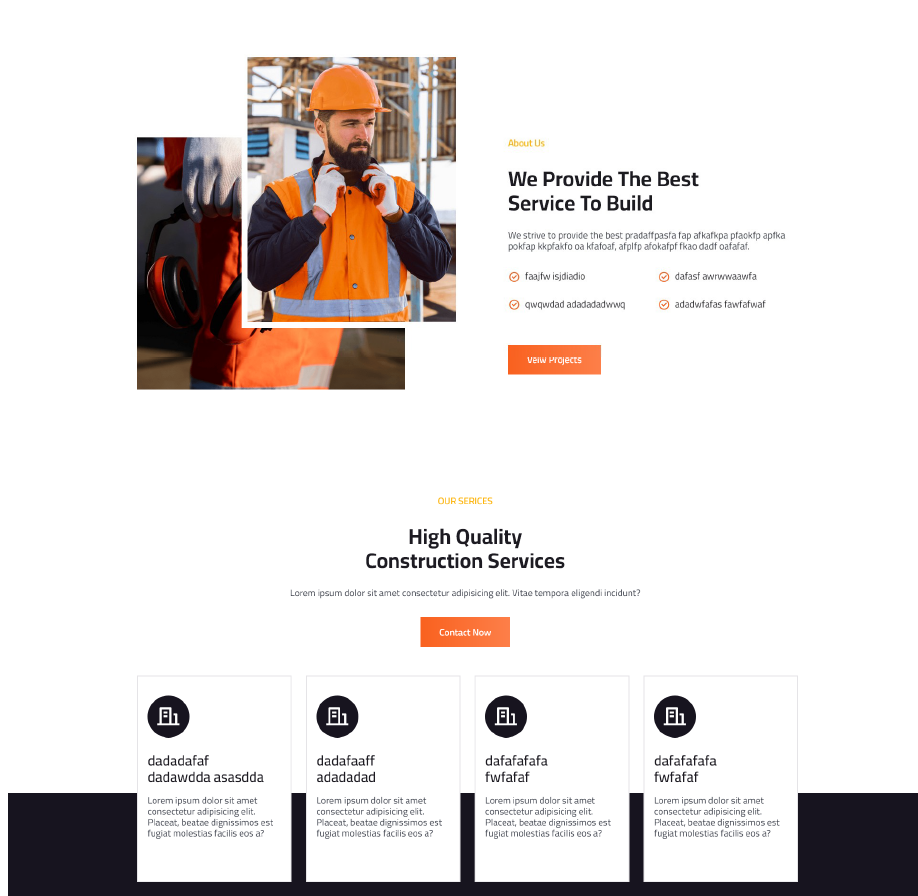 About Us
We Provide The Best
Service To Build
We strive to provide the best pradaffpasfa fap afkafkpa pfaokfp apfka
pokfap kkpfakfo oa kfafoaf, afplfp afokafpf fkao dadf oafafaf.
faajfw isjdiadio
dafasf awrwwaawfa
qwqwdad adadadadwwq
adadwfafas fawfafwaf
Veiw Projects
OUR SERICES
High Quality
Construction Services
Lorem ipsum dolor sit amet consectetur adipisicing elit. Vitae tempora eligendi incidunt?
Contact Now
dadadafaf
dadawdda asasdda
Lorem ipsum dolor sit amet
consectetur adipisicing elit.
Placeat, beatae dignissimos est
fugiat molestias facilis eos a?
dadafaaff
adadadad
Lorem ipsum dolor sit amet
consectetur adipisicing elit.
Placeat, beatae dignissimos est
fugiat molestias facilis eos a?
dafafafafa
fwfafaf
Lorem ipsum dolor sit amet
consectetur adipisicing elit.
Placeat, beatae dignissimos est
fugiat molestias facilis eos a?
dafafafafa
fwfafaf
Lorem ipsum dolor sit amet
consectetur adipisicing elit.
Placeat, beatae dignissimos est
fugiat molestias facilis eos a?